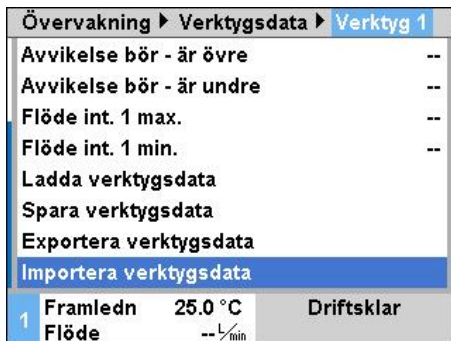 Övervakning ▶ Verktygsdata ▶ Verktyg 1
Avvikelse bör - är övre --
Avvikelse bör - är undre --
Flöde int. 1 max. --
Flöde int. 1 min. --
Ladda verktygsdata
Spara verktygsdata
Exportera verktygsdata
Importera verktygsdata
1 Framledn 25.0 °C Driftsklar
Flöde -- L/min